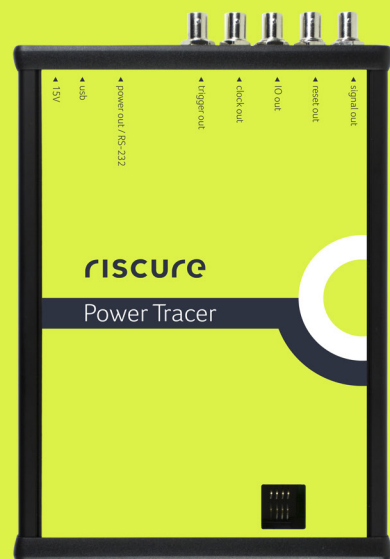 ◄ 15V
◄ usb
◄ power out / RS-232
◄ trigger out
◄ clock out
◄ IO out
◄ reset out
◄ signal out
riscure
Power Tracer